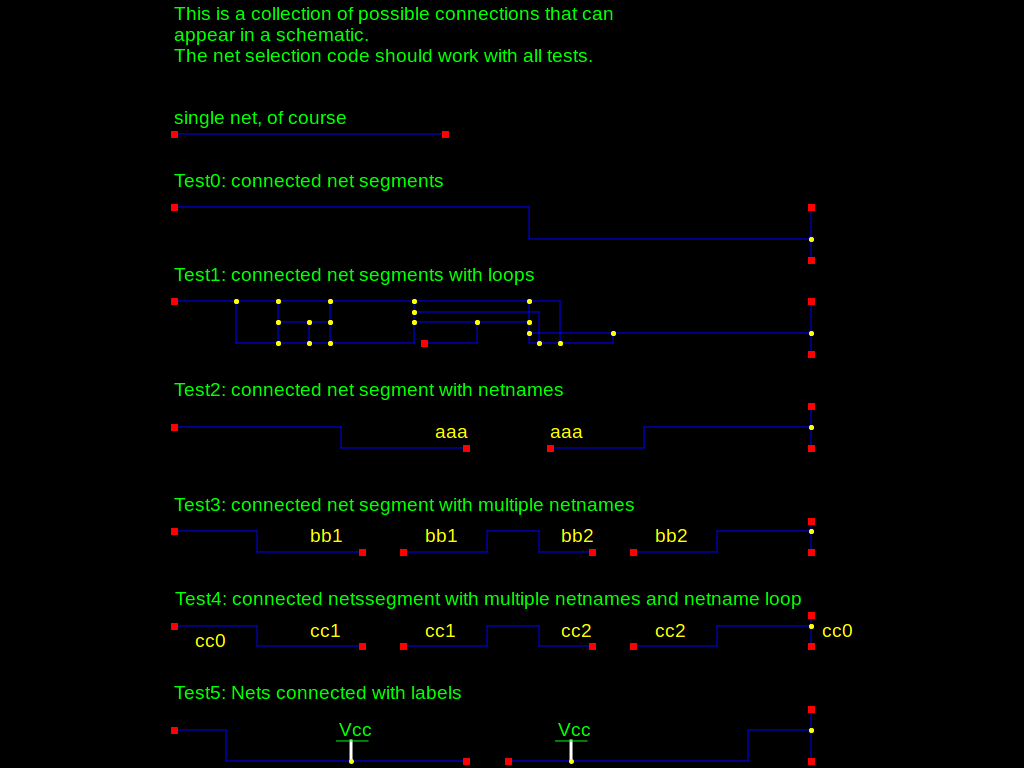 This is a collection of possible connections that can
appear in a schematic.
The net selection code should work with all tests.
single net, of course
Test0: connected net segments
Test1: connected net segments with loops
Test2: connected net segment with netnames
aaa aaa
Test3: connected net segment with multiple netnames
bb1 bb1 bb2 bb2
Test4: connected netssegment with multiple netnames and netname loop
cc0 cc1 cc1 cc2 cc2 cc0
Test5: Nets connected with labels
Vcc Vcc